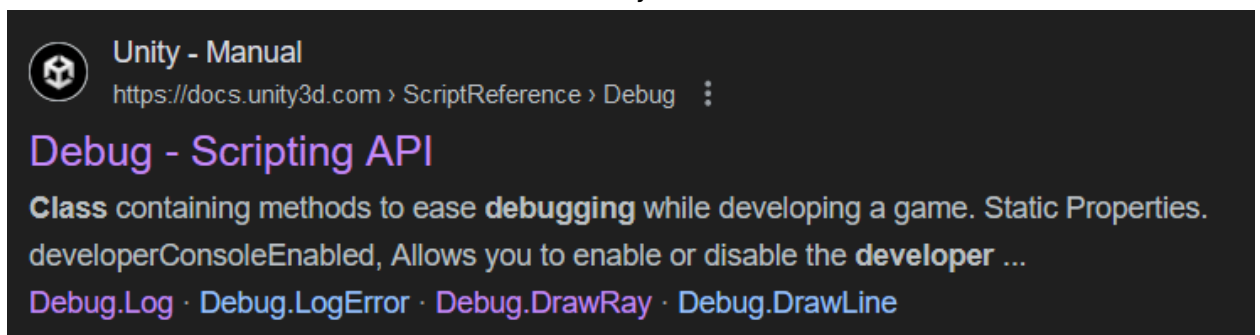 Unity - Manual
https://docs.unity3d.com › ScriptReference › Debug
Debug - Scripting API
Class containing methods to ease debugging while developing a game. Static Properties.
developerConsoleEnabled, Allows you to enable or disable the developer ...
Debug.Log · Debug.LogError · Debug.DrawRay · Debug.DrawLine